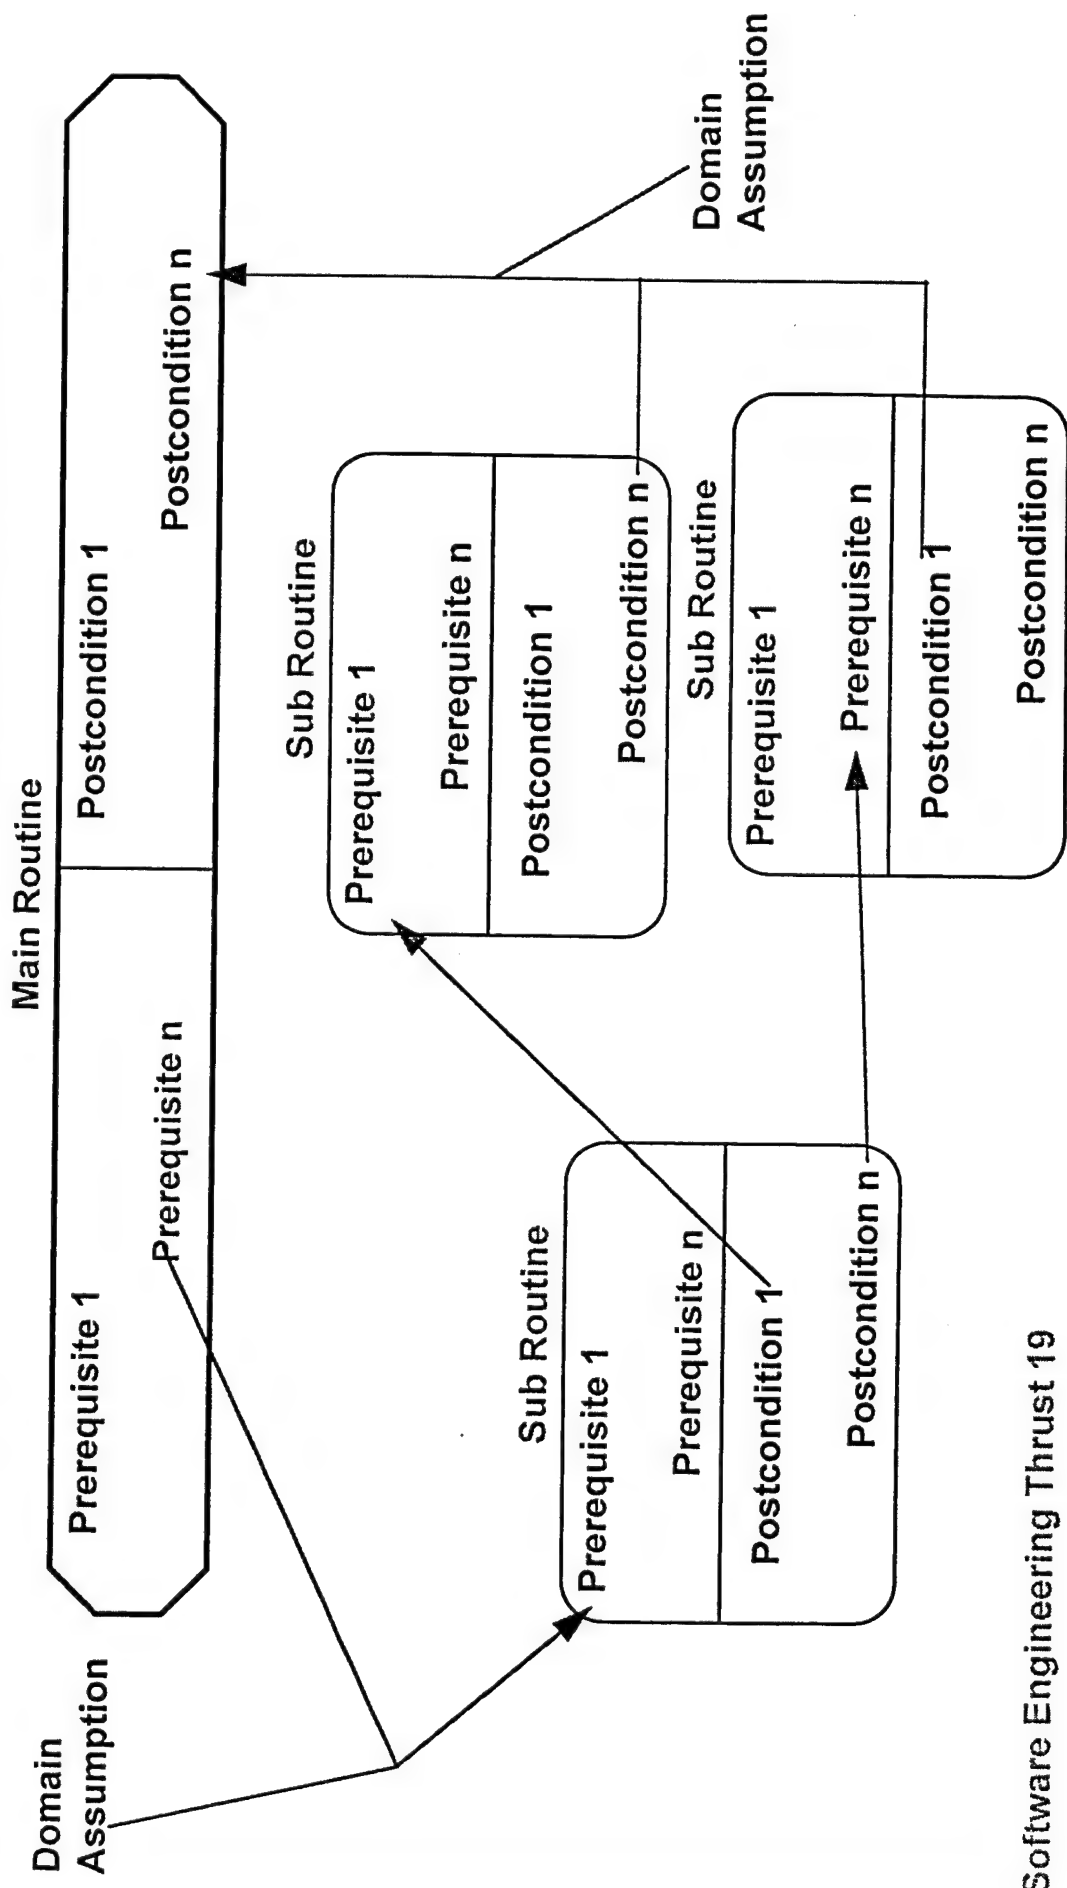 Main Routine
Domain
Assumption
Prerequisite 1
Prerequisite n
Postcondition 1
Postcondition n
Sub Routine
Prerequisite 1
Prerequisite n
Postcondition 1
Postcondition n
Sub Routine
Prerequisite 1
Prerequisite n
Postcondition 1
Postcondition n
Sub Routine
Prerequisite 1
Prerequisite n
Postcondition 1
Postcondition n
Domain
Assumption
Software Engineering Thrust 19